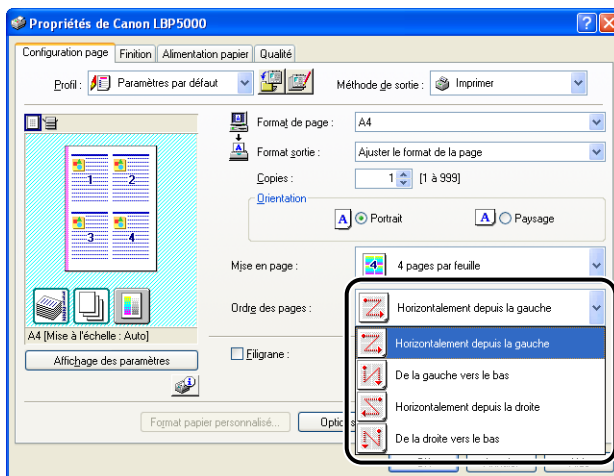 Propriétés de Canon LBP5000
Configuration page Finition Alimentation papier Qualité
Profil : Paramètres par défaut Méthode de sortie : Imprimer
Format de page : A4
Format sortie : Ajuster le format de la page
Copies : 1 [1 à 999]
Orientation
A Portrait A Paysage
1 2
3 4
Mise en page : 4 4 pages par feuille
Ordre des pages : Horizontalement depuis la gauche
A4 [Mise à l'échelle : Auto]
Horizontalement depuis la gauche
Affichage des paramètres
Filigrane :
De la gauche vers le bas
Horizontalement depuis la droite
Format papier personnalisé...
De la droite vers le bas